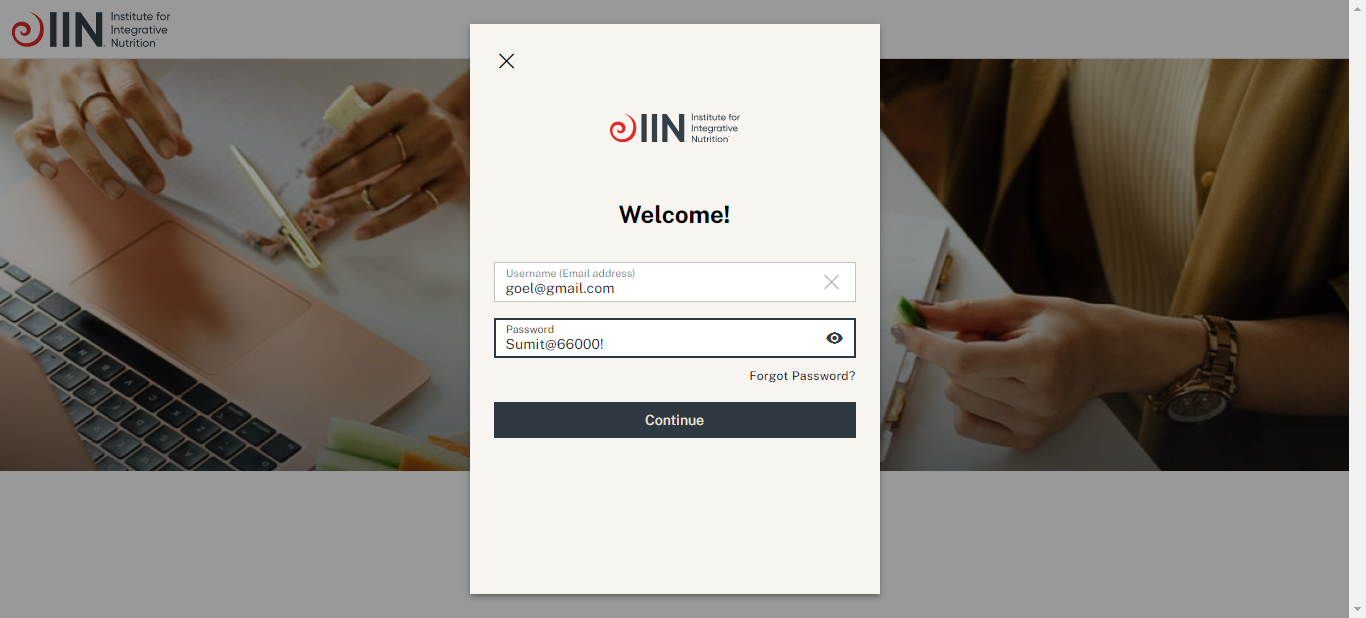 IIN
Institute for
Integrative
Nutrition
IIN
Institute for
Integrative
Nutrition
Welcome!
Username (Email address)
goel@gmail.com
Password
Sumit@66000!
Forgot Password?
Continue